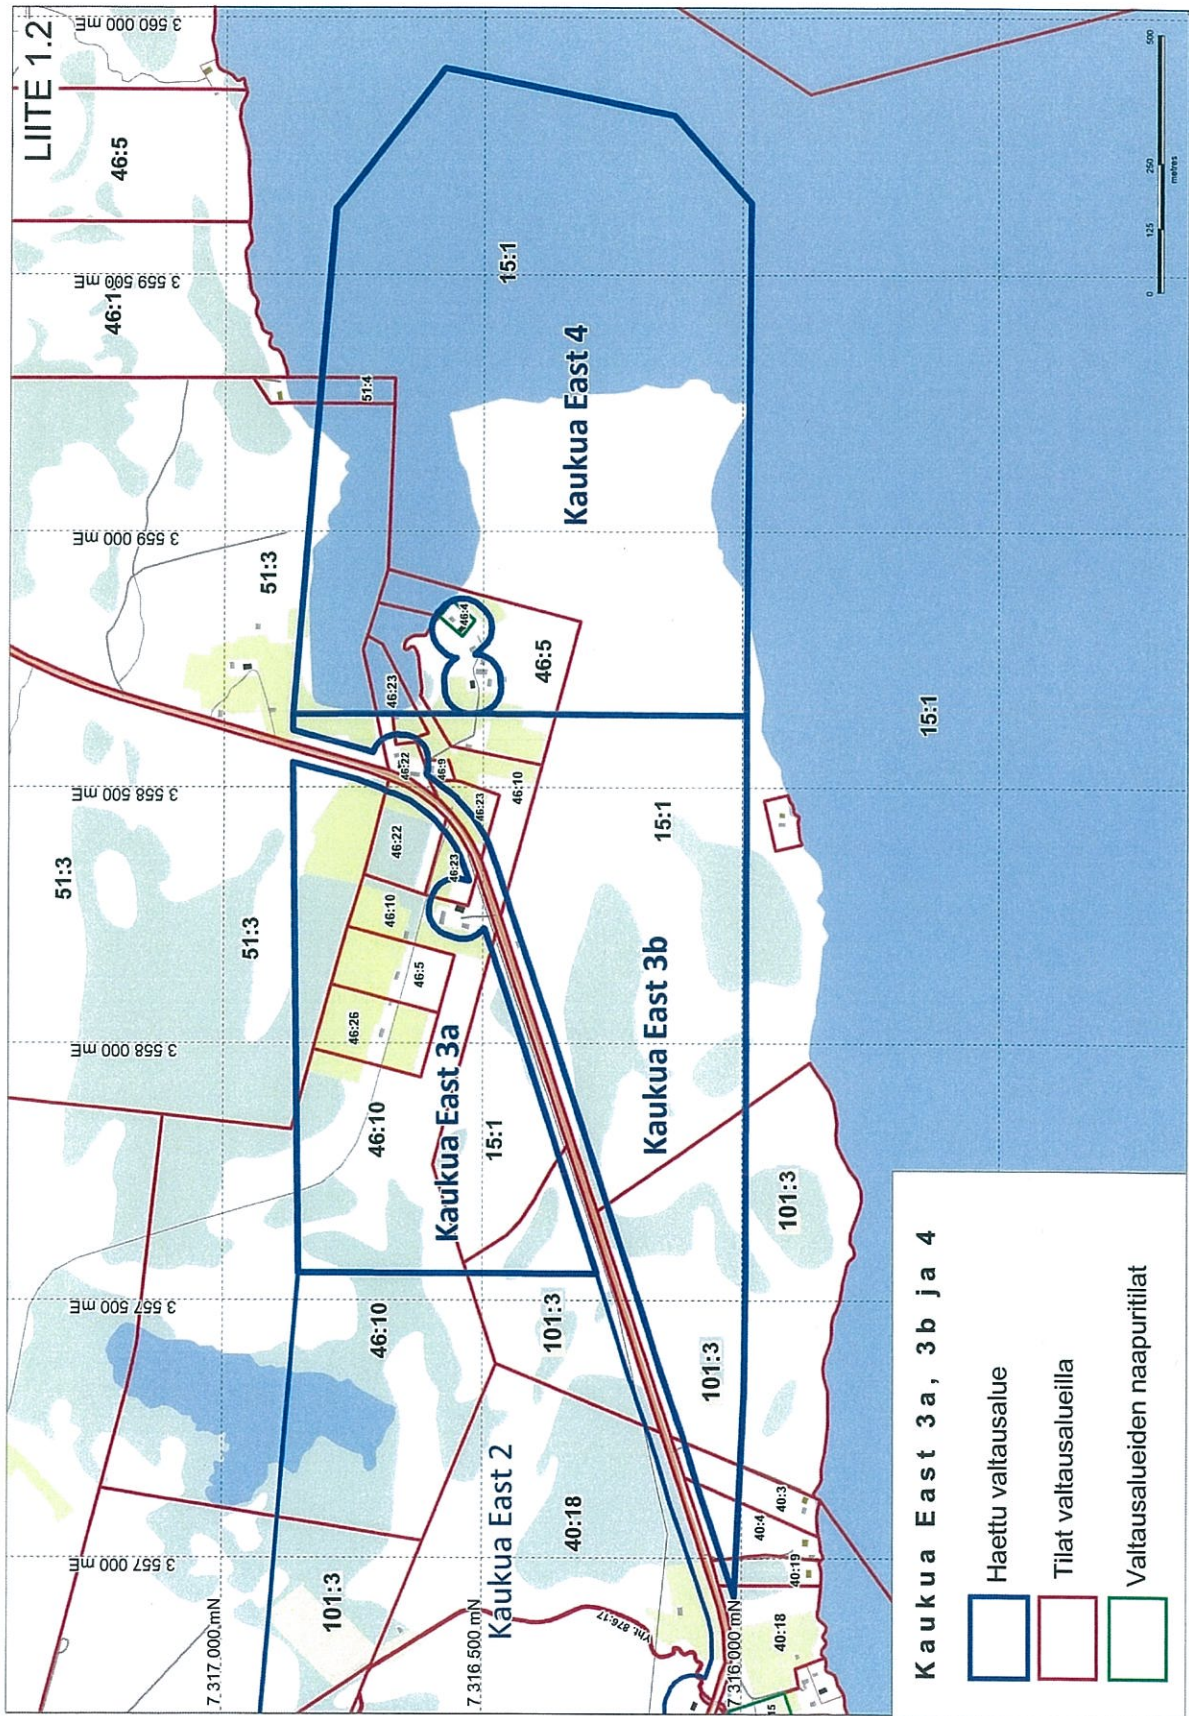 LIITE 1.2
3 557 000 mE
3 557 500 mE
3 558 000 mE
3 558 500 mE
3 559 000 mE
3 559 500 mE
3 560 000 mE
7 317 000 mN
7 316 500 mN
7 316 000 mN
51:3
46:1
46:5
101:3
51:3
51:3
46:10
46:10
46:26
46:5
46:10
46:22
46:23
46:22
46:9
46:23
46:23
46:10
51:4
46:4
46:5
15:1
Kaukua East 2
Kaukua East 3a
Kaukua East 3b
Kaukua East 4
40:18
101:3
15:1
15:1
15:1
Yht. 876:17
101:3
101:3
40:3
40:4
40:19
40:18
15
0 125 250 500
metres
Kaukua East 3a, 3b ja 4
Haettu valtausalue
Tilat valtausalueilla
Valtausalueiden naapuritilat